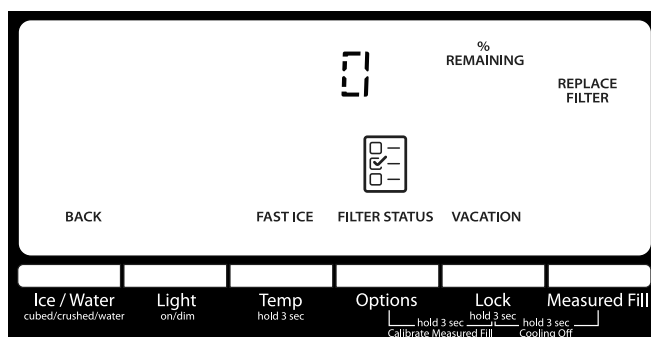 0
%
REMAINING
REPLACE
FILTER
BACK
FAST ICE
FILTER STATUS
VACATION
Ice / Water
cubed/crushed/water
Light
on/dim
Temp
hold 3 sec
Options
Lock
hold 3 sec
Measured Fill
hold 3 sec
Calibrate Measured Fill
hold 3 sec
Cooling Off